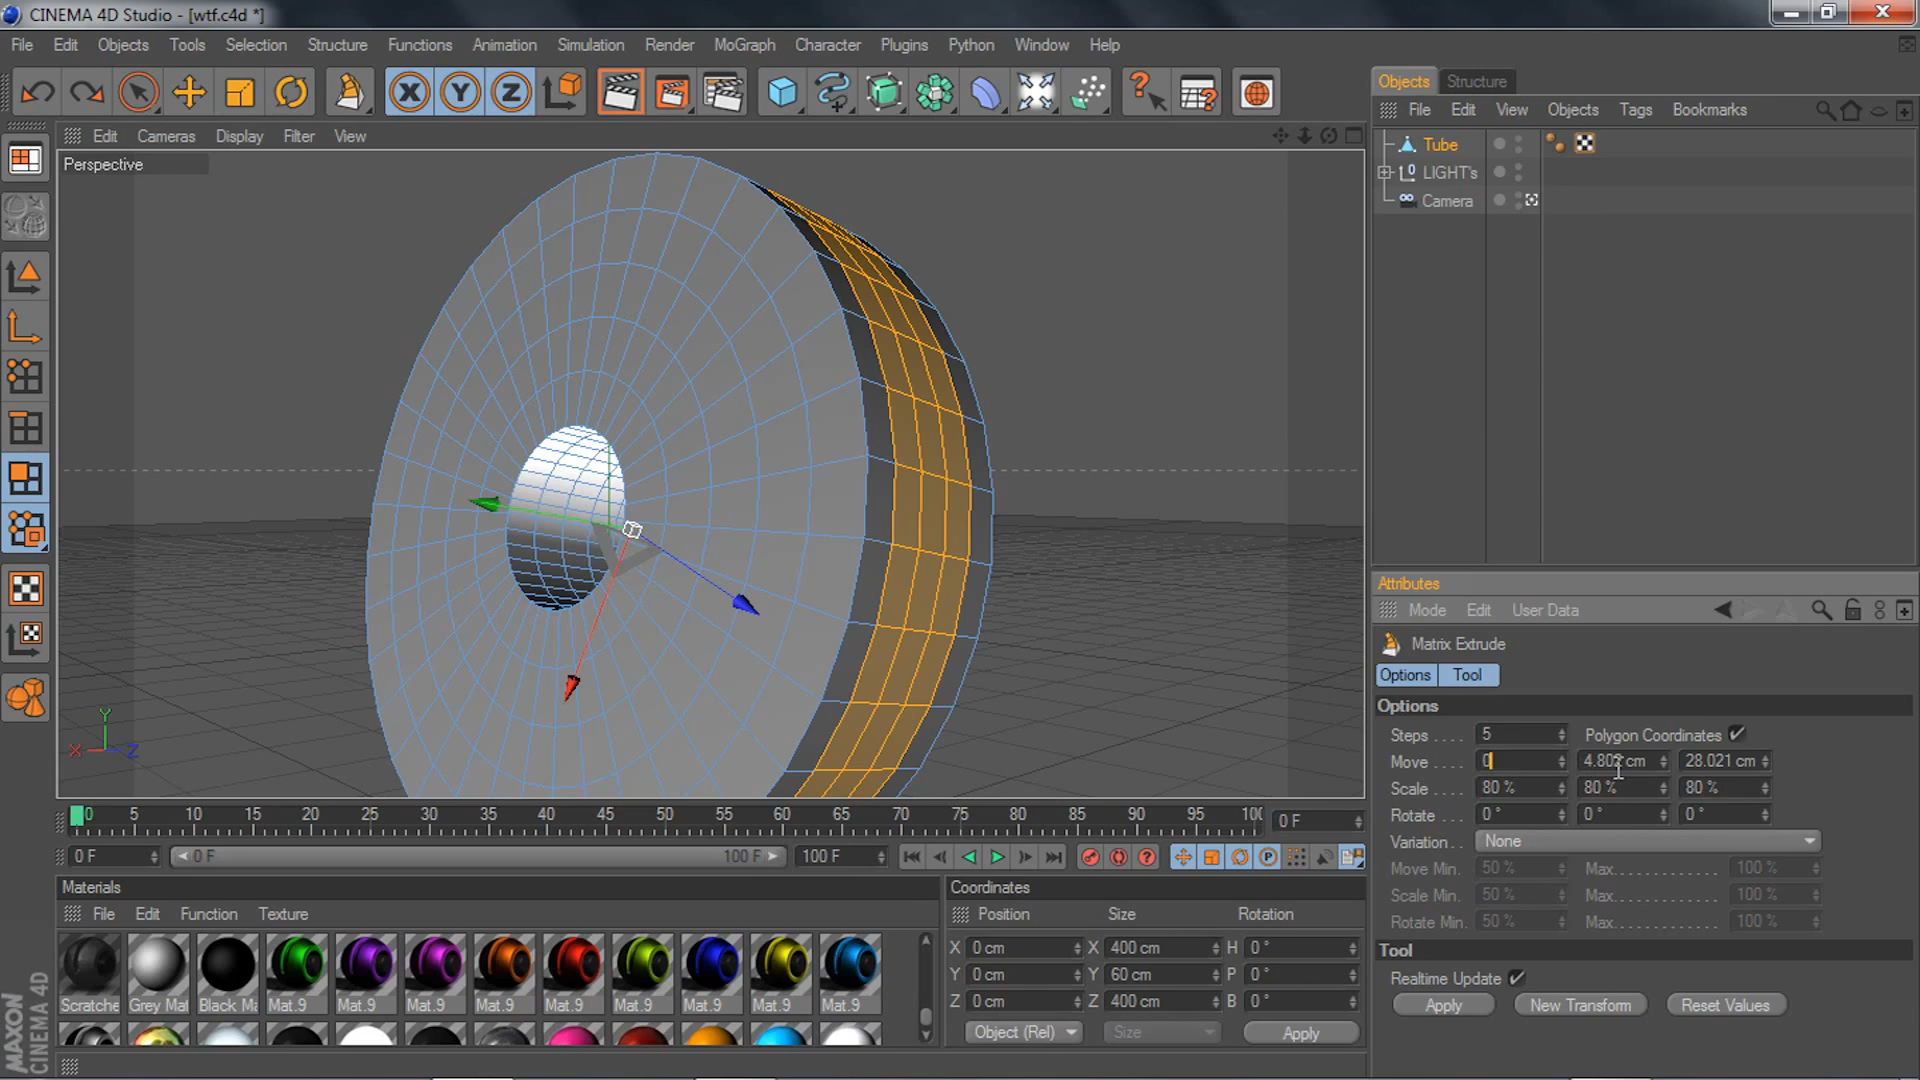 CINEMA 4D Studio - [wtf.c4d *]
File Edit Objects Tools Selection Structure Functions Animation Simulation Render MoGraph Character Plugins Python Window Help
X Y Z
Objects Structure
File Edit View Objects Tags Bookmarks
Edit Cameras Display Filter View
Perspective
Tube
LIGHT's
Camera
Y
X Z
Attributes
Mode Edit User Data
Matrix Extrude
Options Tool
Options
Steps . . . . 5 Polygon Coordinates
Move . . . . 0 4.802 cm 28.021 cm
Scale . . . . 80 % 80 % 80 %
Rotate . . . 0 ° 0 ° 0 °
Variation . . None
Move Min. 50 % Max. . . . . . . . . . . . . 100 %
Scale Min. 50 % Max. . . . . . . . . . . . . 100 %
Rotate Min. 50 % Max. . . . . . . . . . . . . 100 %
Tool
Realtime Update
Apply New Transform Reset Values
0 5 10 15 20 25 30 35 40 45 50 55 60 65 70 75 80 85 90 95 0 F
0 F 0 F 100 F 100 F
Materials
File Edit Function Texture
Scratche Grey Mat Black Ma Mat.9 Mat.9 Mat.9 Mat.9 Mat.9 Mat.9 Mat.9 Mat.9 Mat.9
Coordinates
Position Size Rotation
X 0 cm X 400 cm H 0 °
Y 0 cm Y 60 cm P 0 °
Z 0 cm Z 400 cm B 0 °
Object (Rel) Size Apply
MAXON
CINEMA 4D